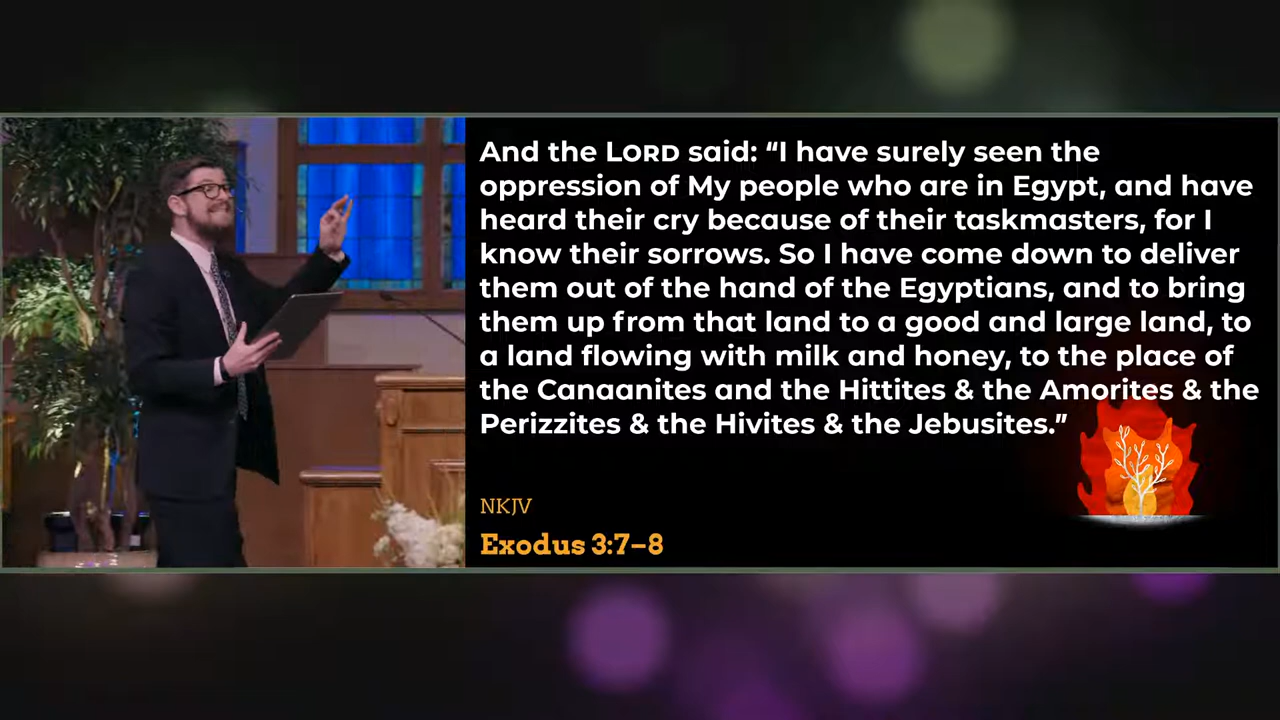 And the LORD said: “I have surely seen the
oppression of My people who are in Egypt, and have
heard their cry because of their taskmasters, for I
know their sorrows. So I have come down to deliver
them out of the hand of the Egyptians, and to bring
them up from that land to a good and large land, to
a land flowing with milk and honey, to the place of
the Canaanites and the Hittites & the Amorites & the
Perizzites & the Hivites & the Jebusites.”
NKJV
Exodus 3:7–8